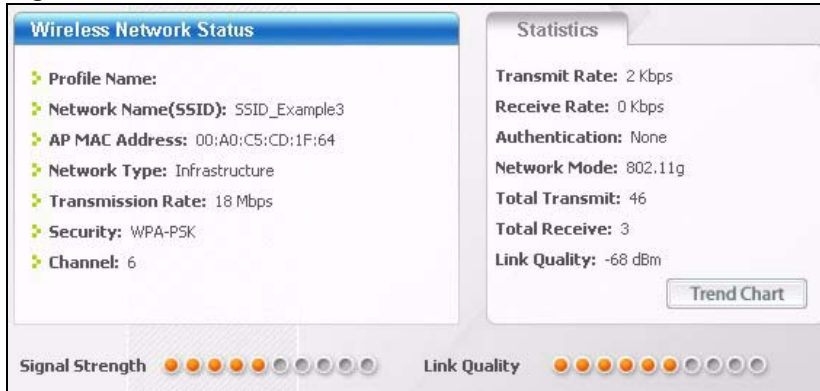 Wireless Network Status
Profile Name:
Network Name(SSID): SSID_Example3
AP MAC Address: 00:A0:C5:CD:1F:64
Network Type: Infrastructure
Transmission Rate: 18 Mbps
Security: WPA-PSK
Channel: 6
Statistics
Transmit Rate: 2 Kbps
Receive Rate: 0 Kbps
Authentication: None
Network Mode: 802.11g
Total Transmit: 46
Total Receive: 3
Link Quality: -68 dBm
Trend Chart
Signal Strength
Link Quality